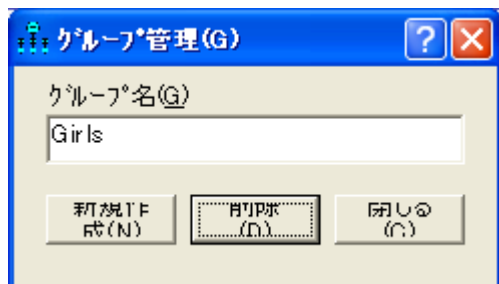 グループ管理(G)
グループ名(G)
Girls
新規作
成(N)
削除
(D)
閉じる
(C)